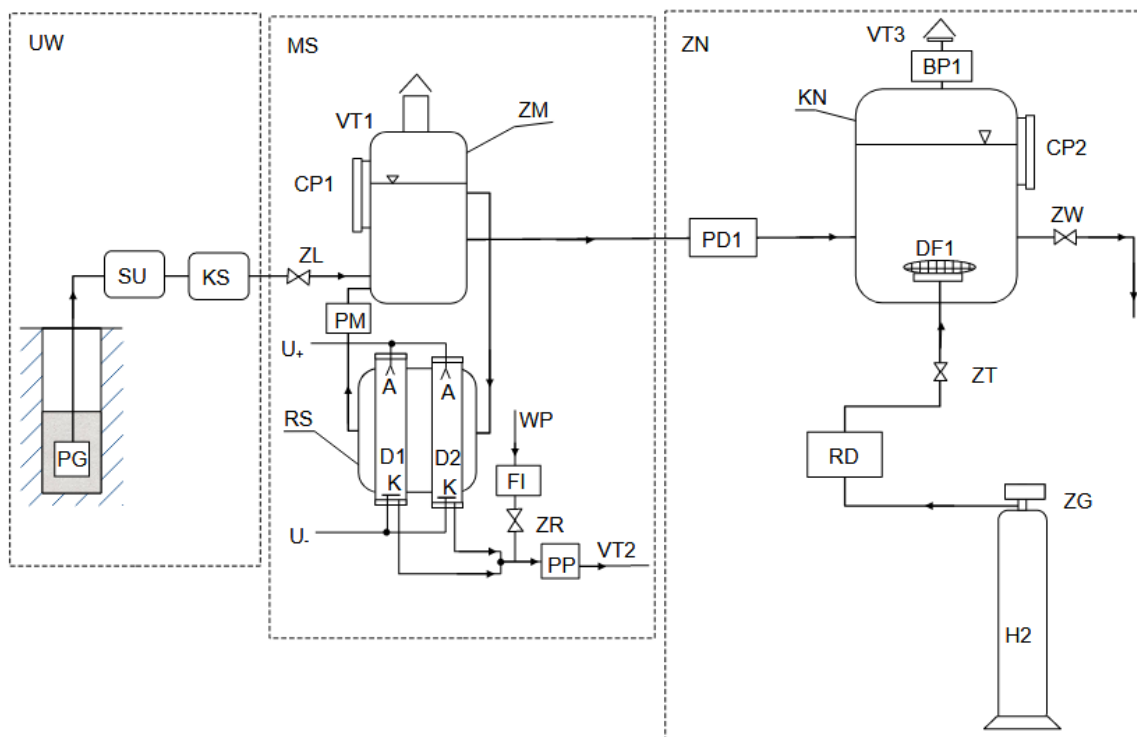 UW
SU
KS
PG
MS
VT1
ZM
CP1
ZL
PM
U+
A
A
RS
D1
D2
K
K
U-
WP
FI
ZR
PP
VT2
ZN
VT3
BP1
KN
CP2
PD1
DF1
ZW
ZT
RD
ZG
H2